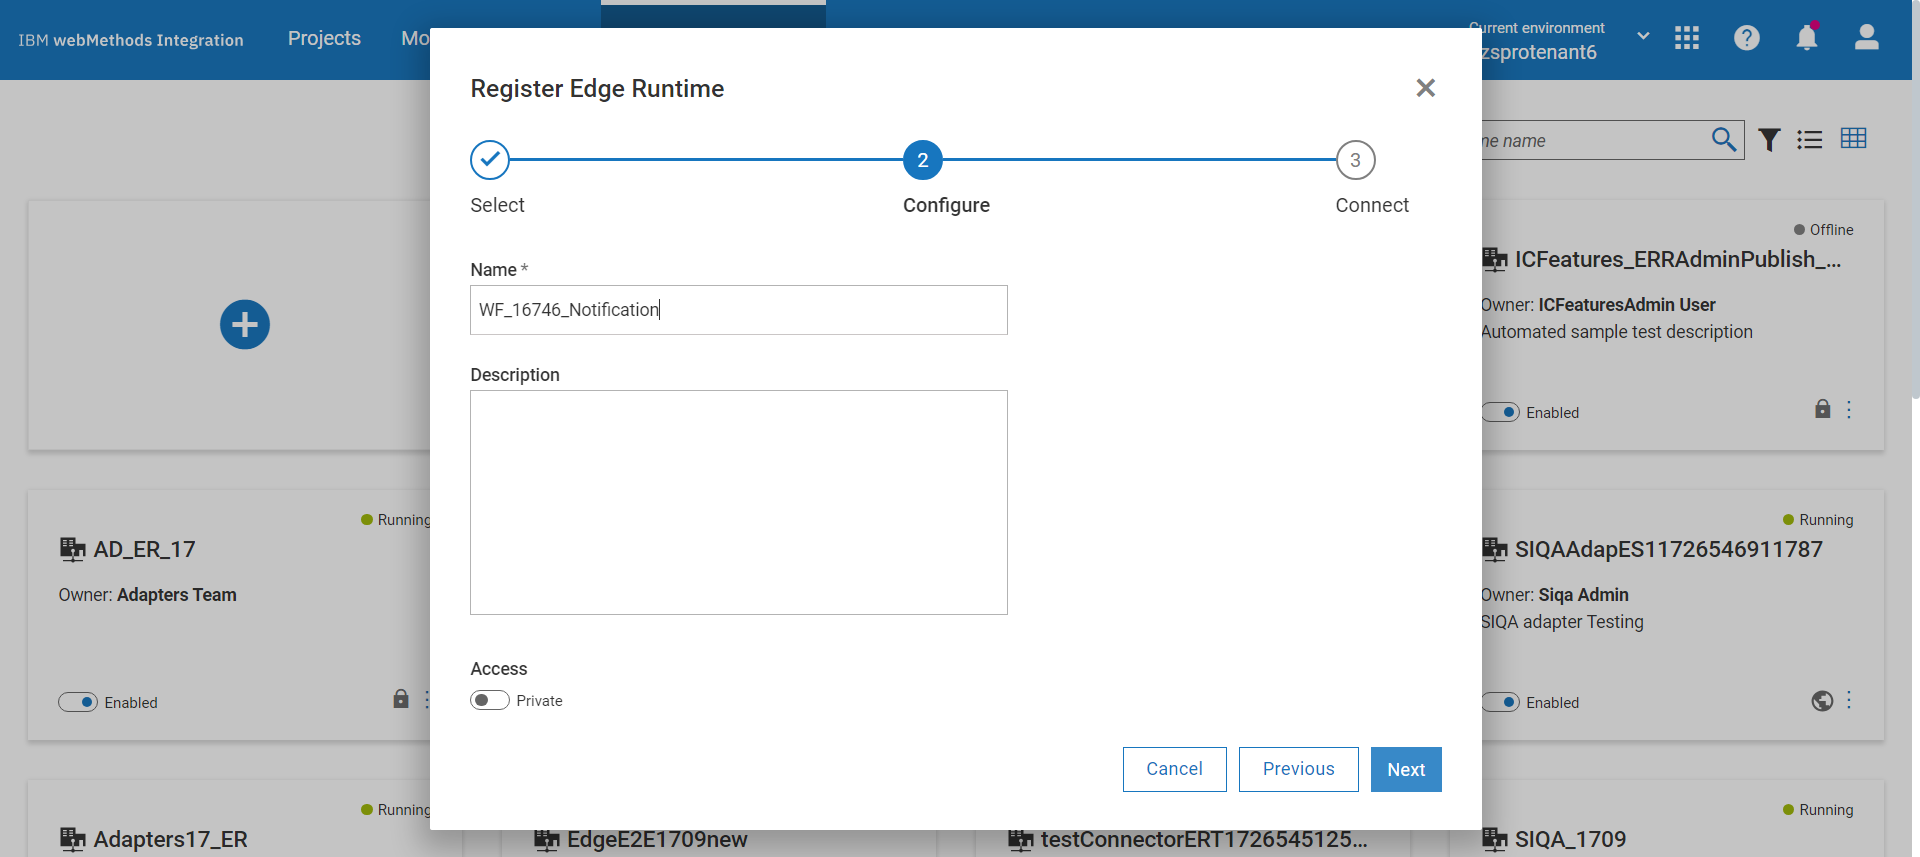 IBM webMethods Integration
Projects
Mo
Current environment
zsprotenant6
Register Edge Runtime
2
3
Select
Configure
Connect
me name
Name *
WF_16746_Notification
Description
Access
Private
Cancel
Previous
Next
Offline
ICFeatures_ERRAdminPublish_...
Owner: ICFeaturesAdmin User
Automated sample test description
Enabled
Running
AD_ER_17
Owner: Adapters Team
Enabled
Running
SIQAAdapES11726546911787
Owner: Siqa Admin
SIQA adapter Testing
Enabled
Running
Adapters17_ER
EdgeE2E1709new
testConnectorERT1726545125...
Running
SIQA_1709